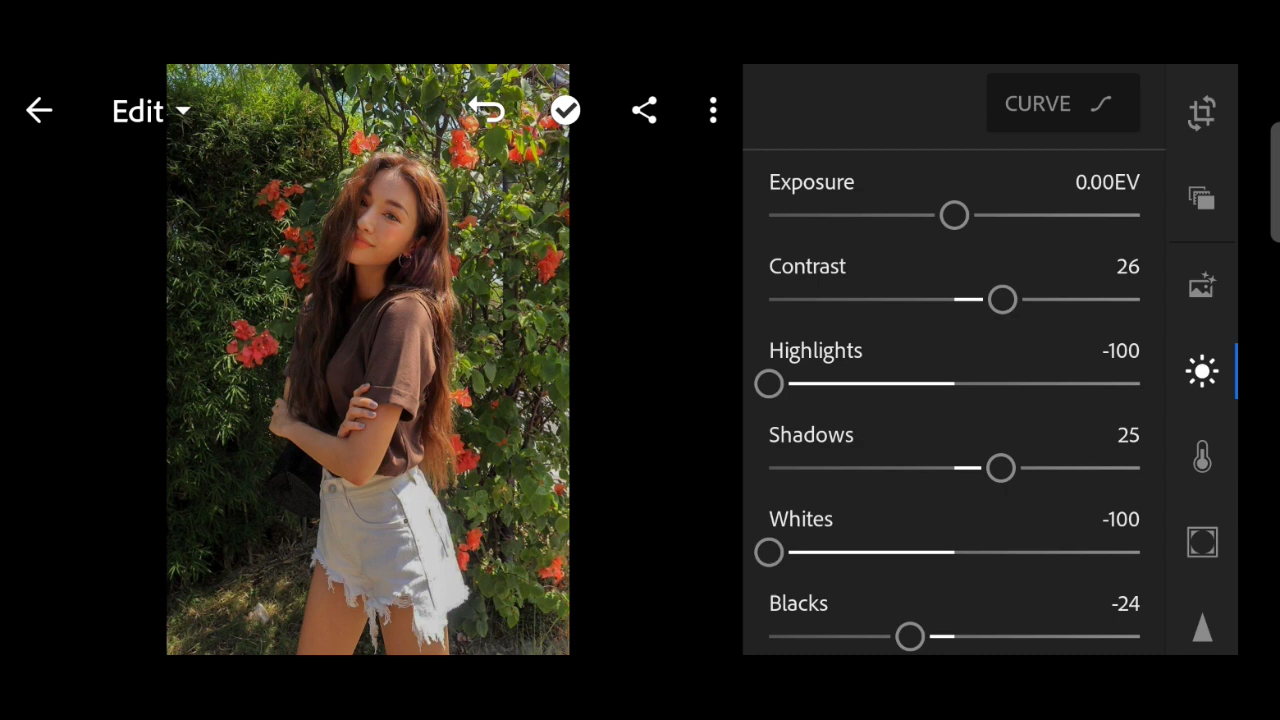 Edit
CURVE
Exposure 0.00EV
Contrast 26
Highlights -100
Shadows 25
Whites -100
Blacks -24